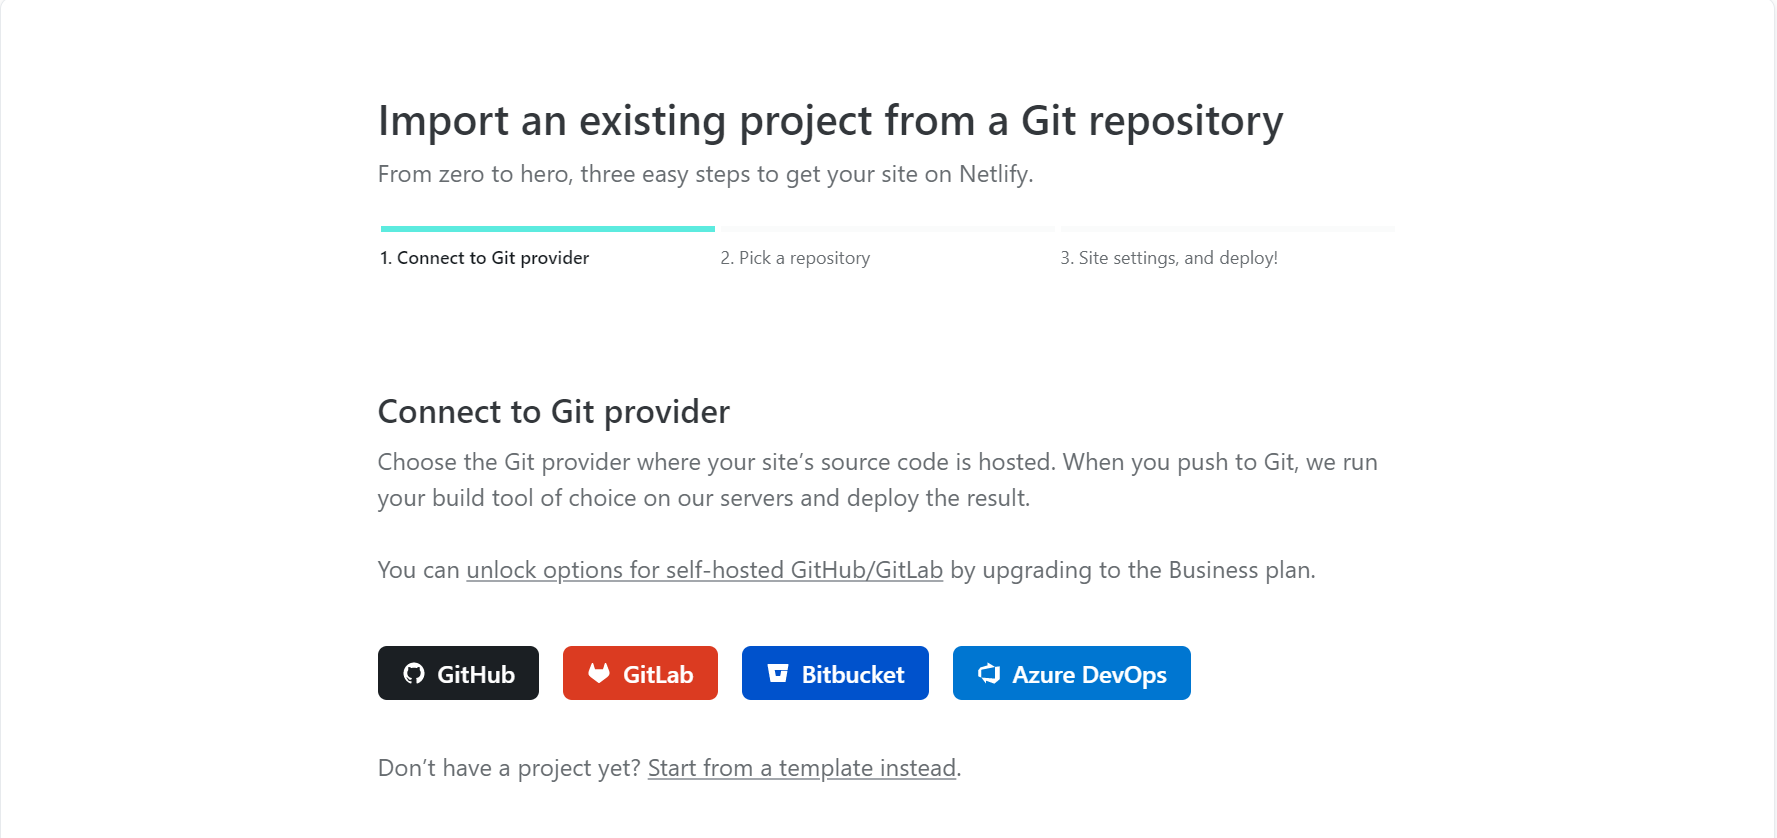 Import an existing project from a Git repository
From zero to hero, three easy steps to get your site on Netlify.
1. Connect to Git provider
2. Pick a repository
3. Site settings, and deploy!
Connect to Git provider
Choose the Git provider where your site’s source code is hosted. When you push to Git, we run
your build tool of choice on our servers and deploy the result.
You can unlock options for self-hosted GitHub/GitLab by upgrading to the Business plan.
GitHub
GitLab
Bitbucket
Azure DevOps
Don’t have a project yet? Start from a template instead.